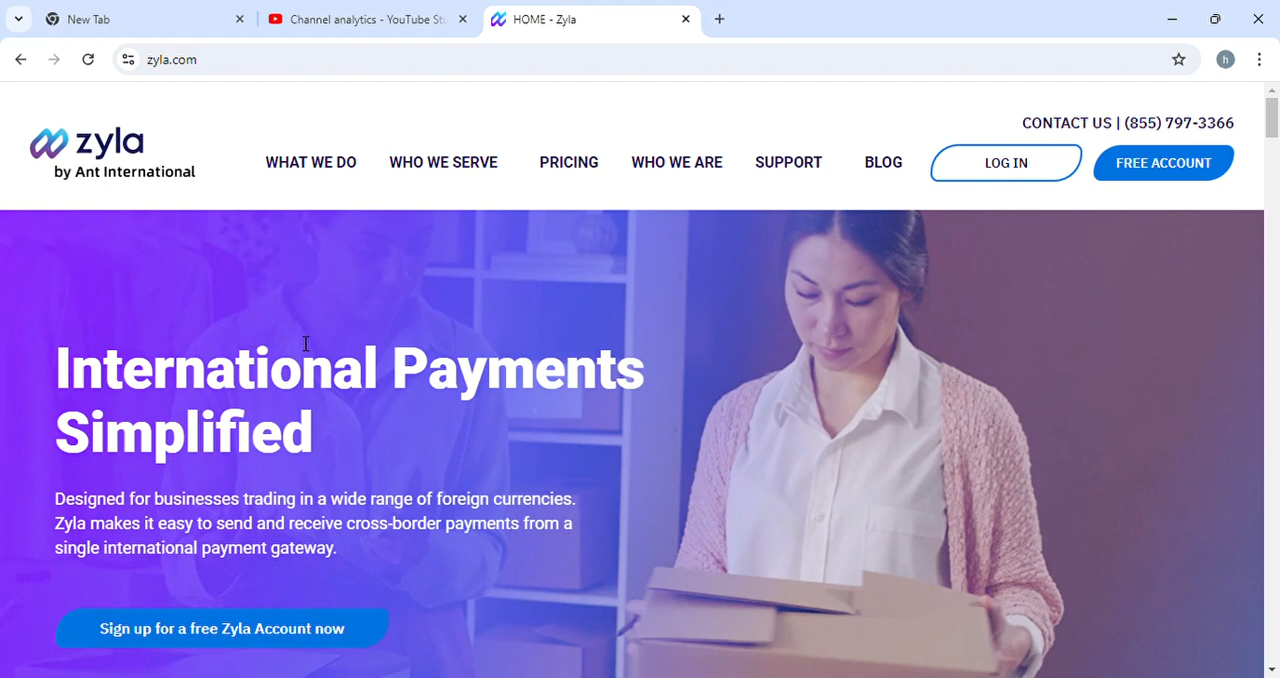 New Tab
Channel analytics - YouTube St
HOME - Zyla
zyla.com
h
CONTACT US | (855) 797-3366
zyla
by Ant International
WHAT WE DO
WHO WE SERVE
PRICING
WHO WE ARE
SUPPORT
BLOG
LOG IN
FREE ACCOUNT
International Payments
Simplified
Designed for businesses trading in a wide range of foreign currencies.
Zyla makes it easy to send and receive cross-border payments from a
single international payment gateway.
Sign up for a free Zyla Account now